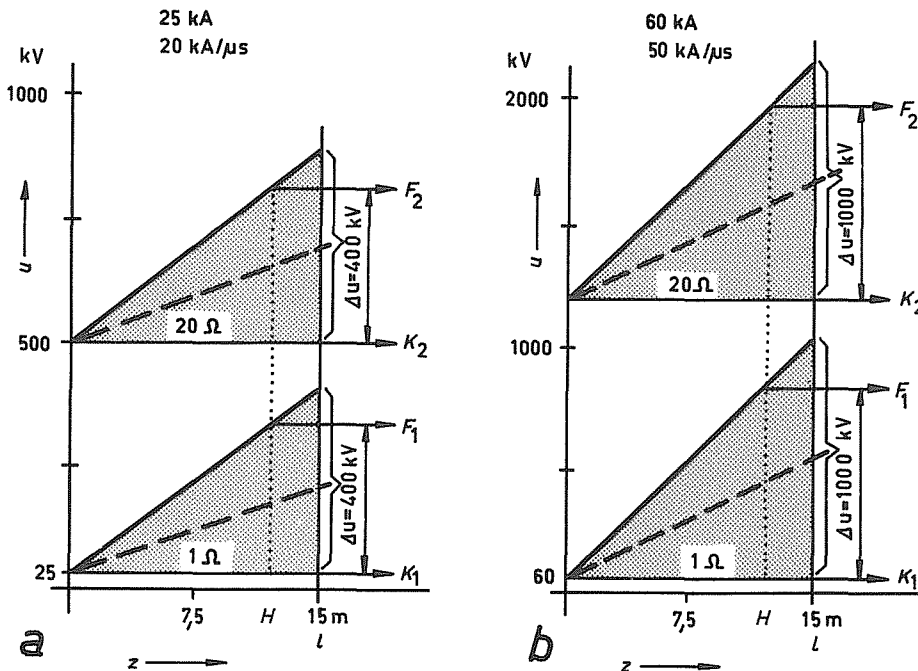 25 kA
20 kA/µs
kV
1000
u
500
25
20 Ω
1 Ω
F₂
K₂
F₁
K₁
Δu=400 kV
Δu=400 kV
7,5
H
15 m
l
z
a
60 kA
50 kA/µs
kV
2000
u
1000
60
20 Ω
1 Ω
F₂
K₂
F₁
K₁
Δu=1000 kV
Δu=1000 kV
7,5
H
15 m
l
z
b